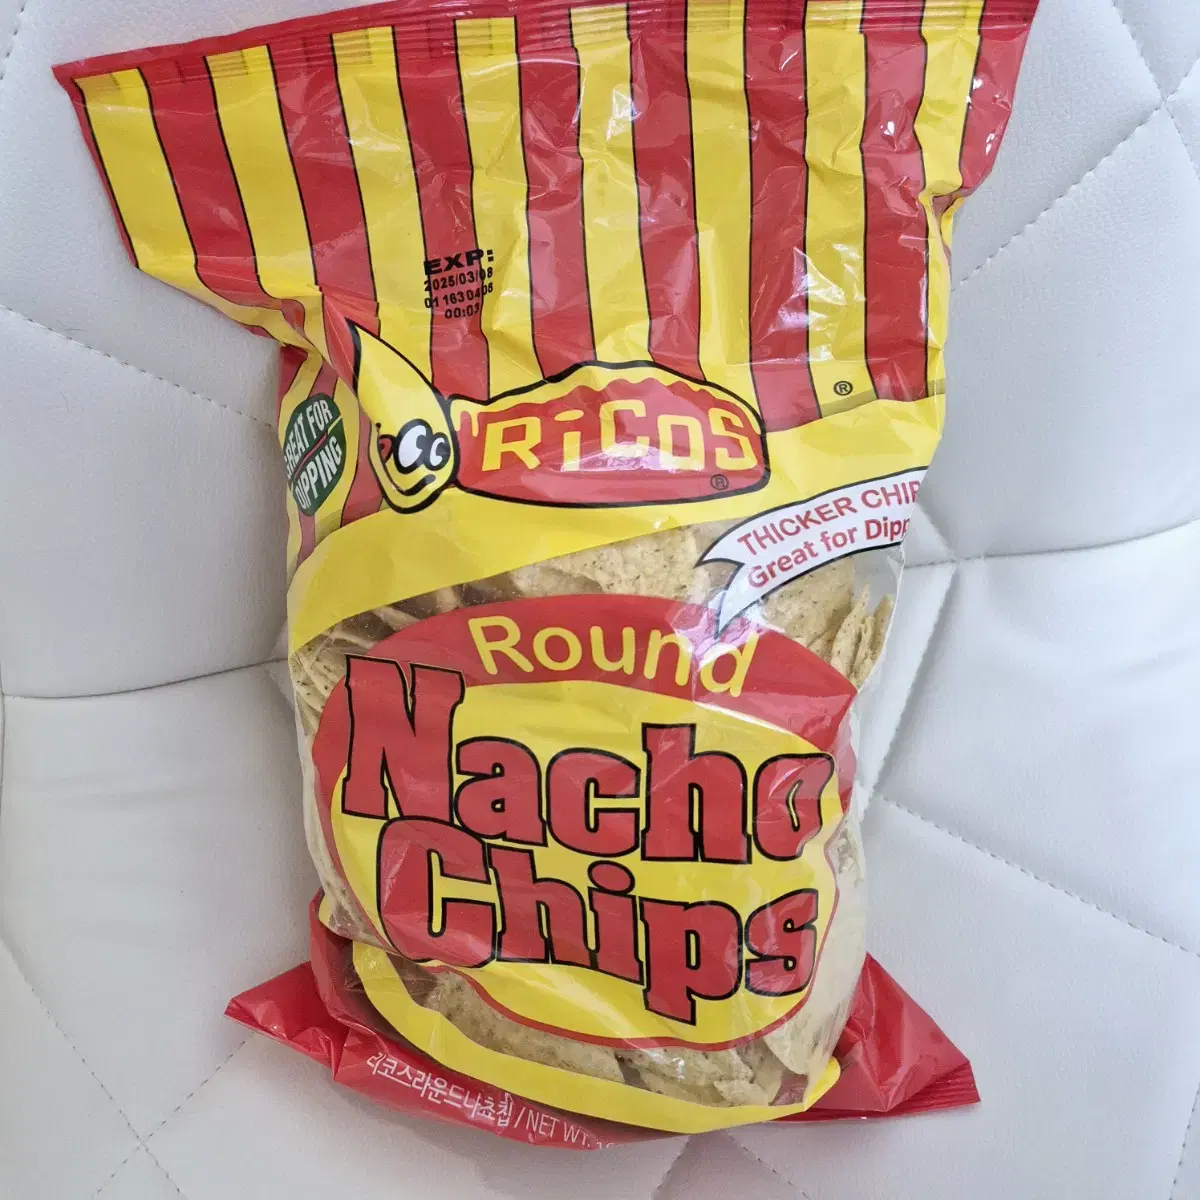 EXP:
2025/03/08
01 163 04:06
00:03
®
GREAT FOR
DIPPING
RiCOS
®
THICKER CHIP
Great for Dipp
Round
Nacho
Chips
리코스라운드나쵸칩 / NET WT.